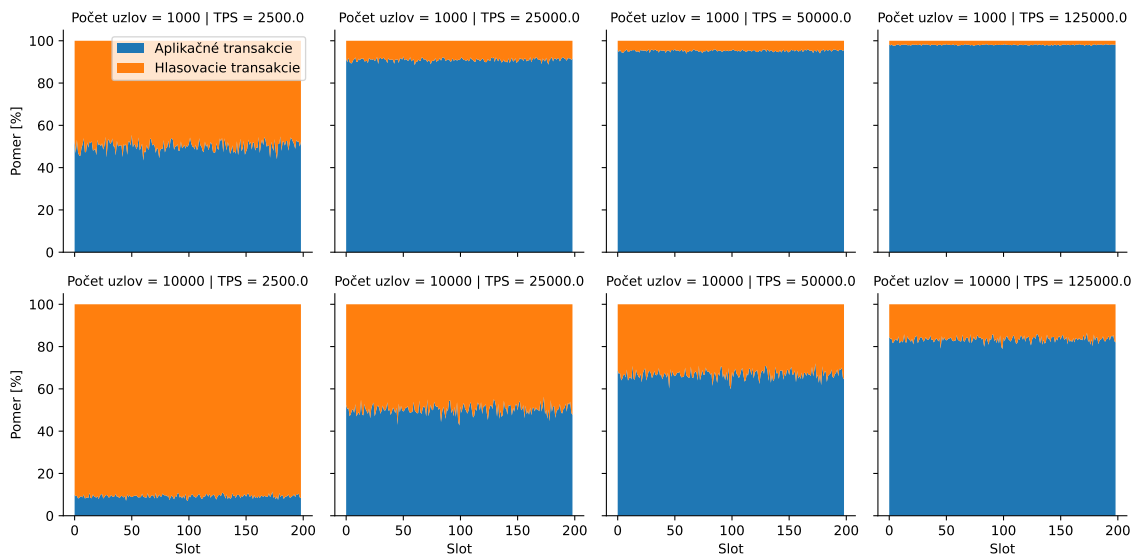 Počet uzlov = 1000 | TPS = 2500.0
Počet uzlov = 1000 | TPS = 25000.0
Počet uzlov = 1000 | TPS = 50000.0
Počet uzlov = 1000 | TPS = 125000.0
Aplikačné transakcie
Hlasovacie transakcie
Pomer [%]
100
80
60
40
20
0
Počet uzlov = 10000 | TPS = 2500.0
Počet uzlov = 10000 | TPS = 25000.0
Počet uzlov = 10000 | TPS = 50000.0
Počet uzlov = 10000 | TPS = 125000.0
Pomer [%]
100
80
60
40
20
0
0 50 100 150 200
0 50 100 150 200
0 50 100 150 200
0 50 100 150 200
Slot
Slot
Slot
Slot